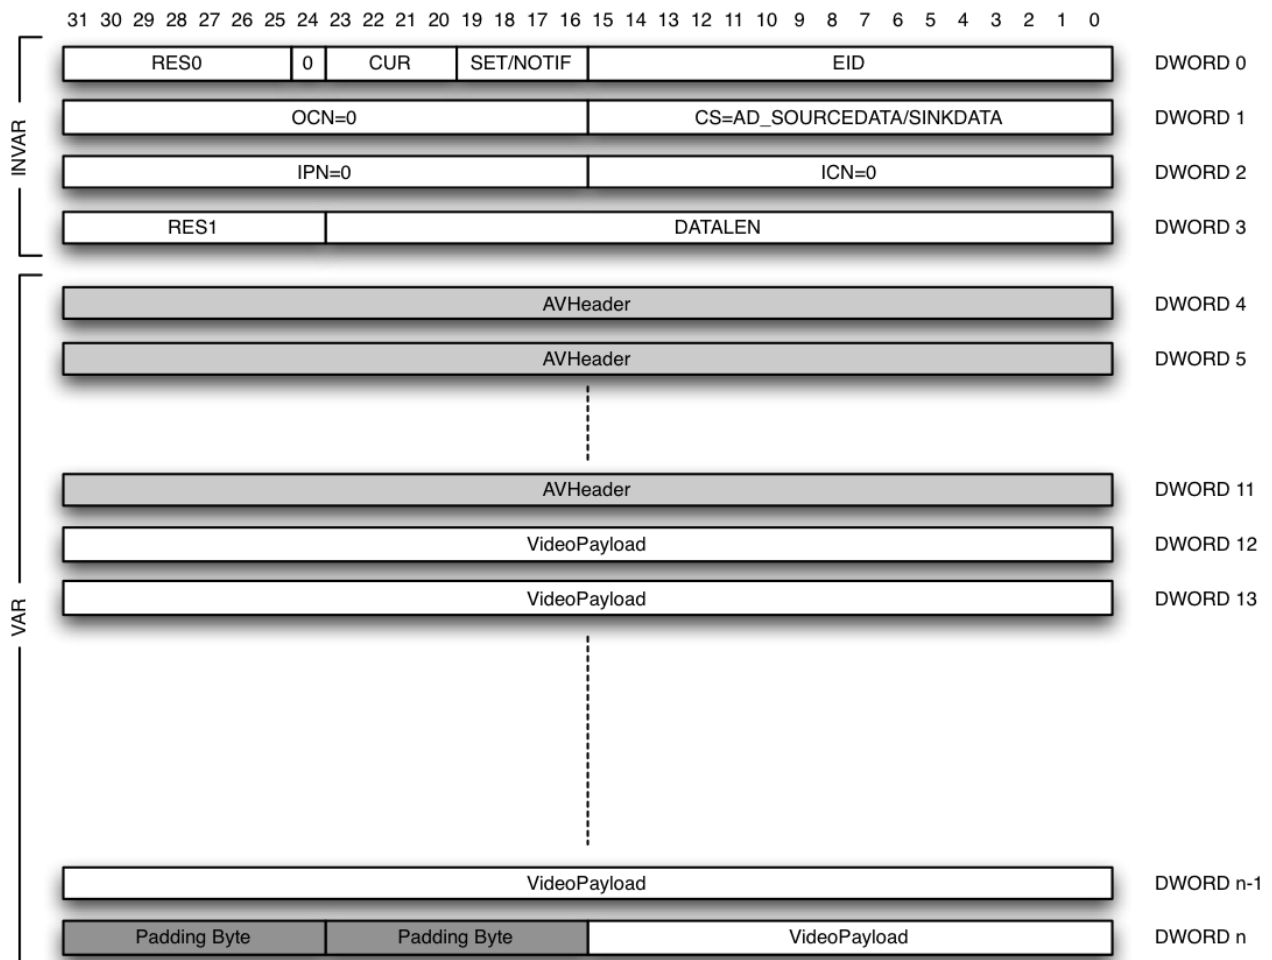 31 30 29 28 27 26 25 24 23 22 21 20 19 18 17 16 15 14 13 12 11 10 9 8 7 6 5 4 3 2 1 0
INVAR
RES0 0 CUR SET/NOTIF EID DWORD 0
OCN=0 CS=AD_SOURCEDATA/SINKDATA DWORD 1
IPN=0 ICN=0 DWORD 2
RES1 DATALEN DWORD 3
VAR
AVHeader DWORD 4
AVHeader DWORD 5
AVHeader DWORD 11
VideoPayload DWORD 12
VideoPayload DWORD 13
VideoPayload DWORD n-1
Padding Byte Padding Byte VideoPayload DWORD n